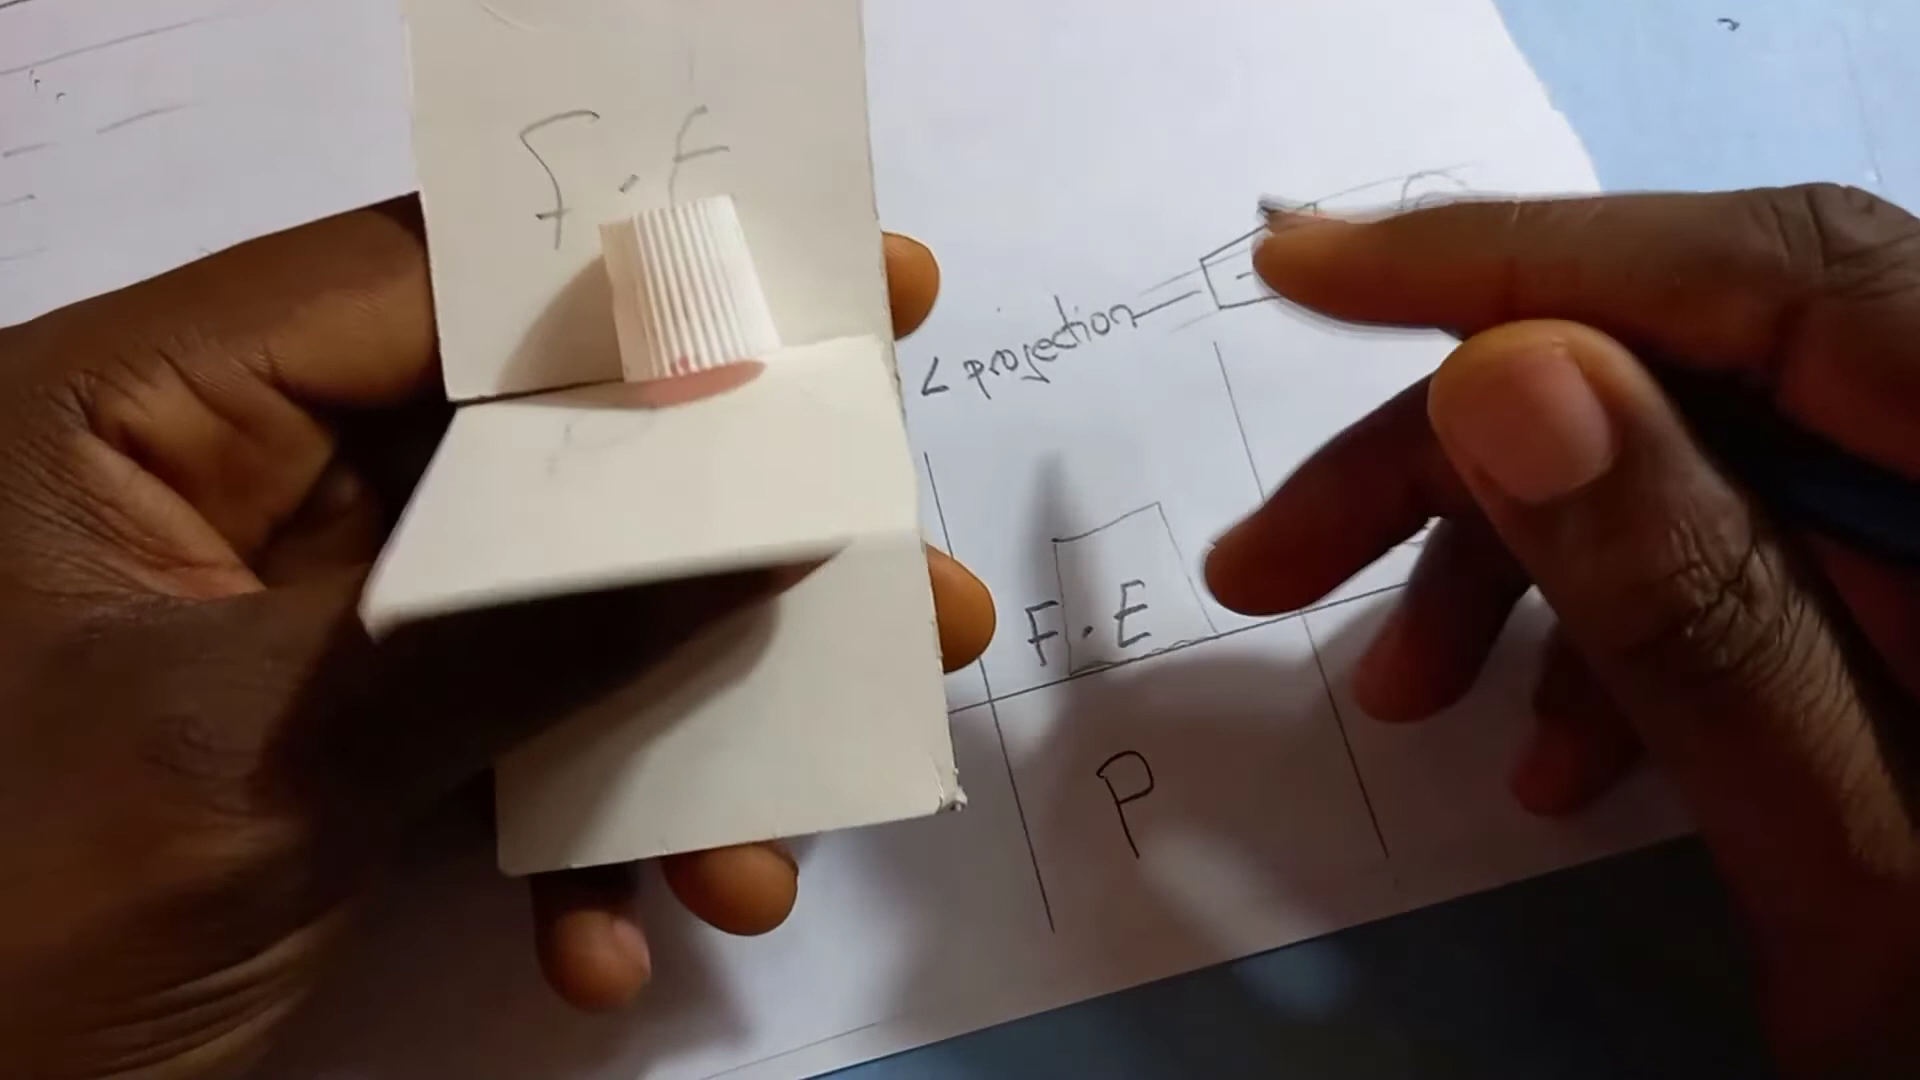 F.E
P
< projection
F.E
P